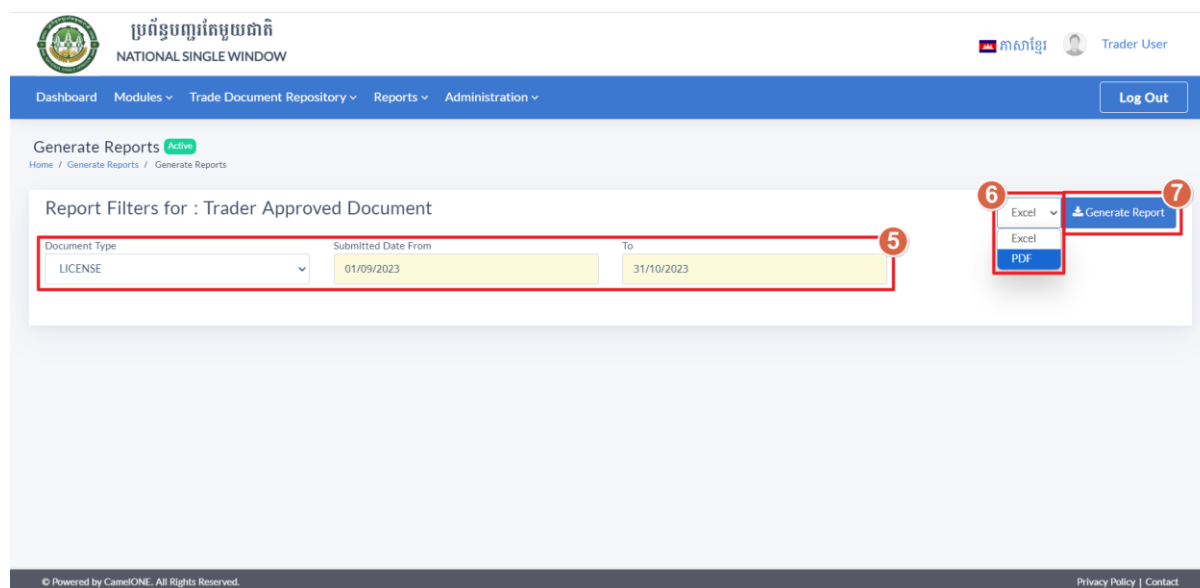 ប្រព័ន្ធបញ្ជរតែមួយជាតិ
NATIONAL SINGLE WINDOW
ភាសាខ្មែរ Trader User
Dashboard Modules Trade Document Repository Reports Administration Log Out
Generate Reports Active
Home / Generate Reports / Generate Reports
Report Filters for : Trader Approved Document
6 7
Excel Generate Report
Document Type Submitted Date From To 5
Excel
LICENSE 01/09/2023 31/10/2023
PDF
© Powered by CamelONE. All Rights Reserved. Privacy Policy | Contact